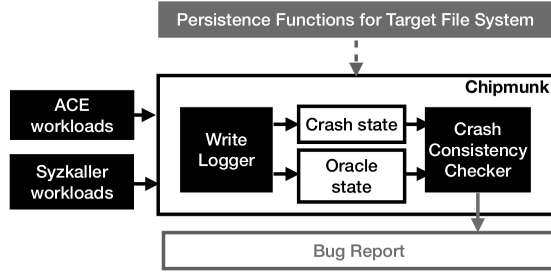 Persistence Functions for Target File System
Chipmunk
ACE
workloads
Syzkaller
workloads
Write
Logger
Crash state
Oracle
state
Crash
Consistency
Checker
Bug Report